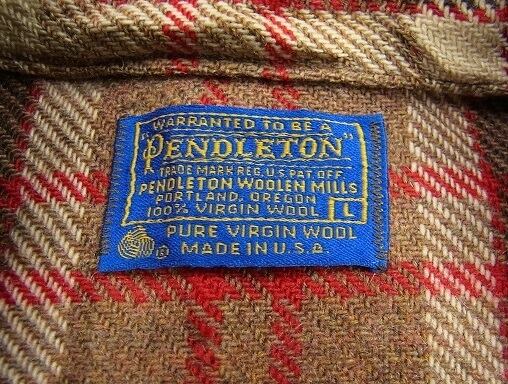 WARRANTED TO BE A
"PENDLETON"
TRADE MARK REG. U.S. PAT. OFF.
PENDLETON WOOLEN MILLS
PORTLAND, OREGON
100% VIRGIN WOOL L
PURE VIRGIN WOOL
® MADE IN U.S.A.